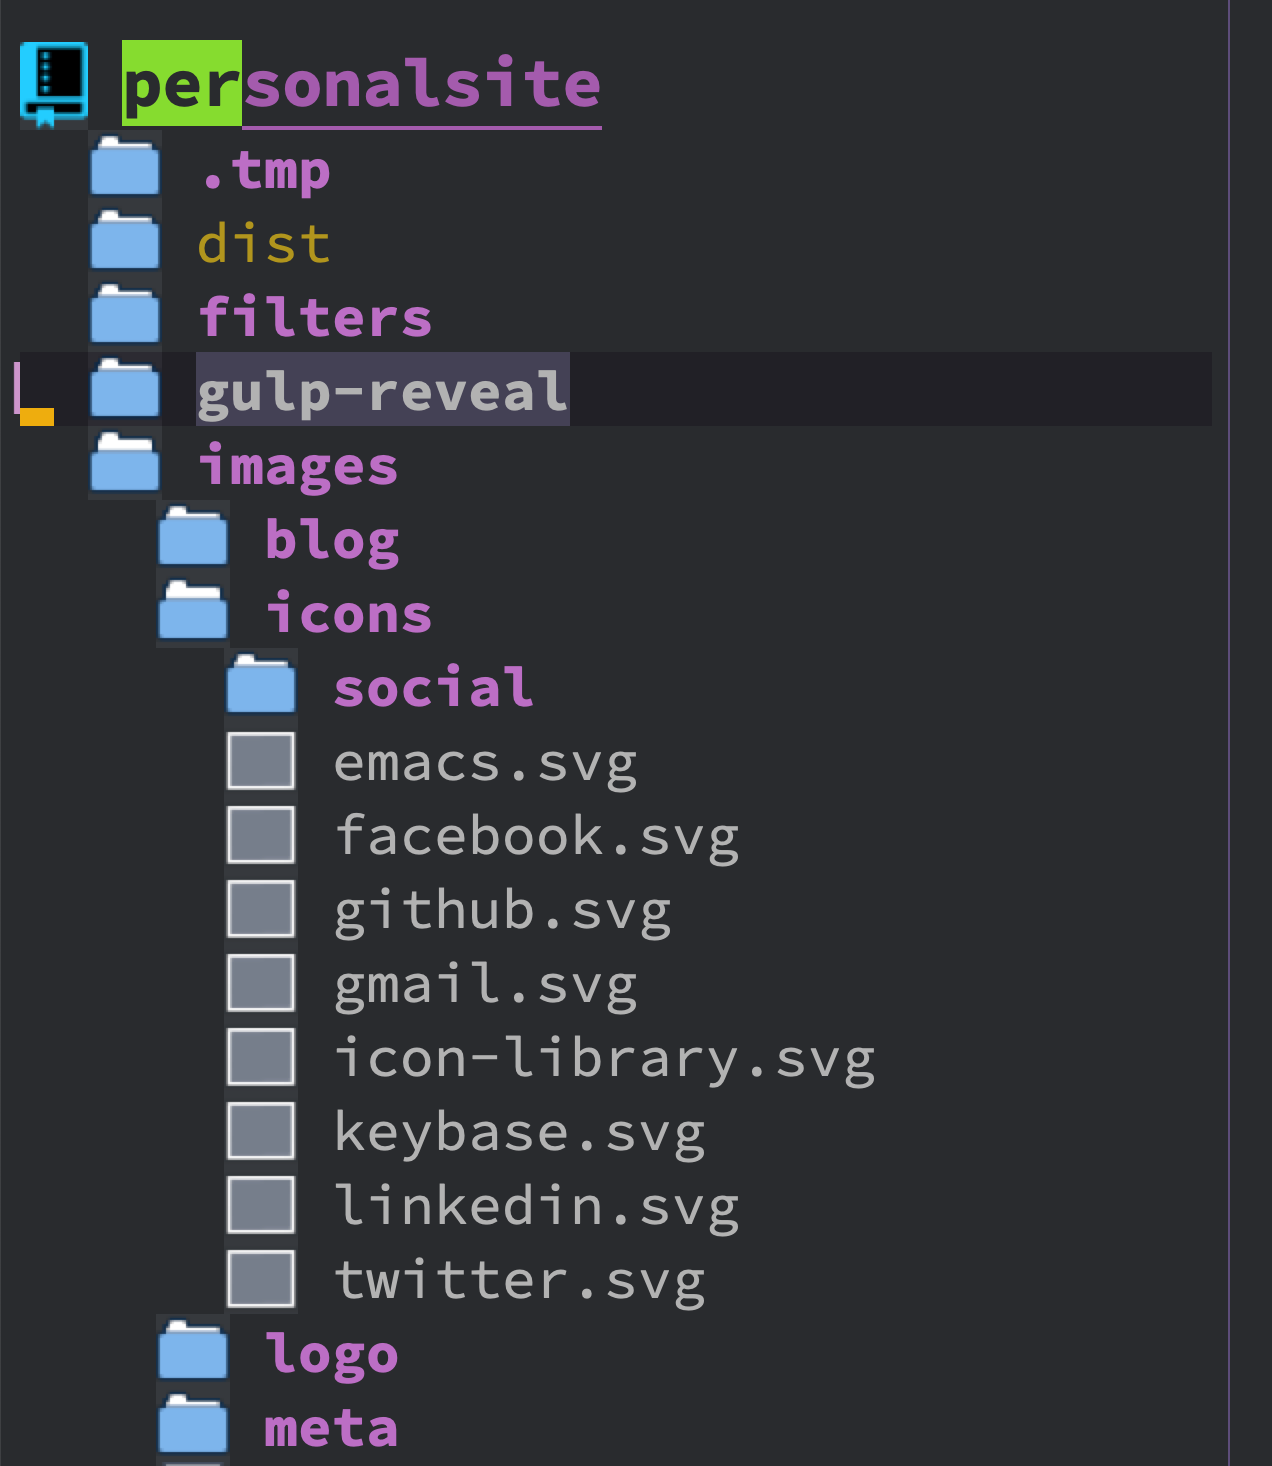 personalsite
.tmp
dist
filters
gulp-reveal
images
blog
icons
social
emacs.svg
facebook.svg
github.svg
gmail.svg
icon-library.svg
keybase.svg
linkedin.svg
twitter.svg
logo
meta